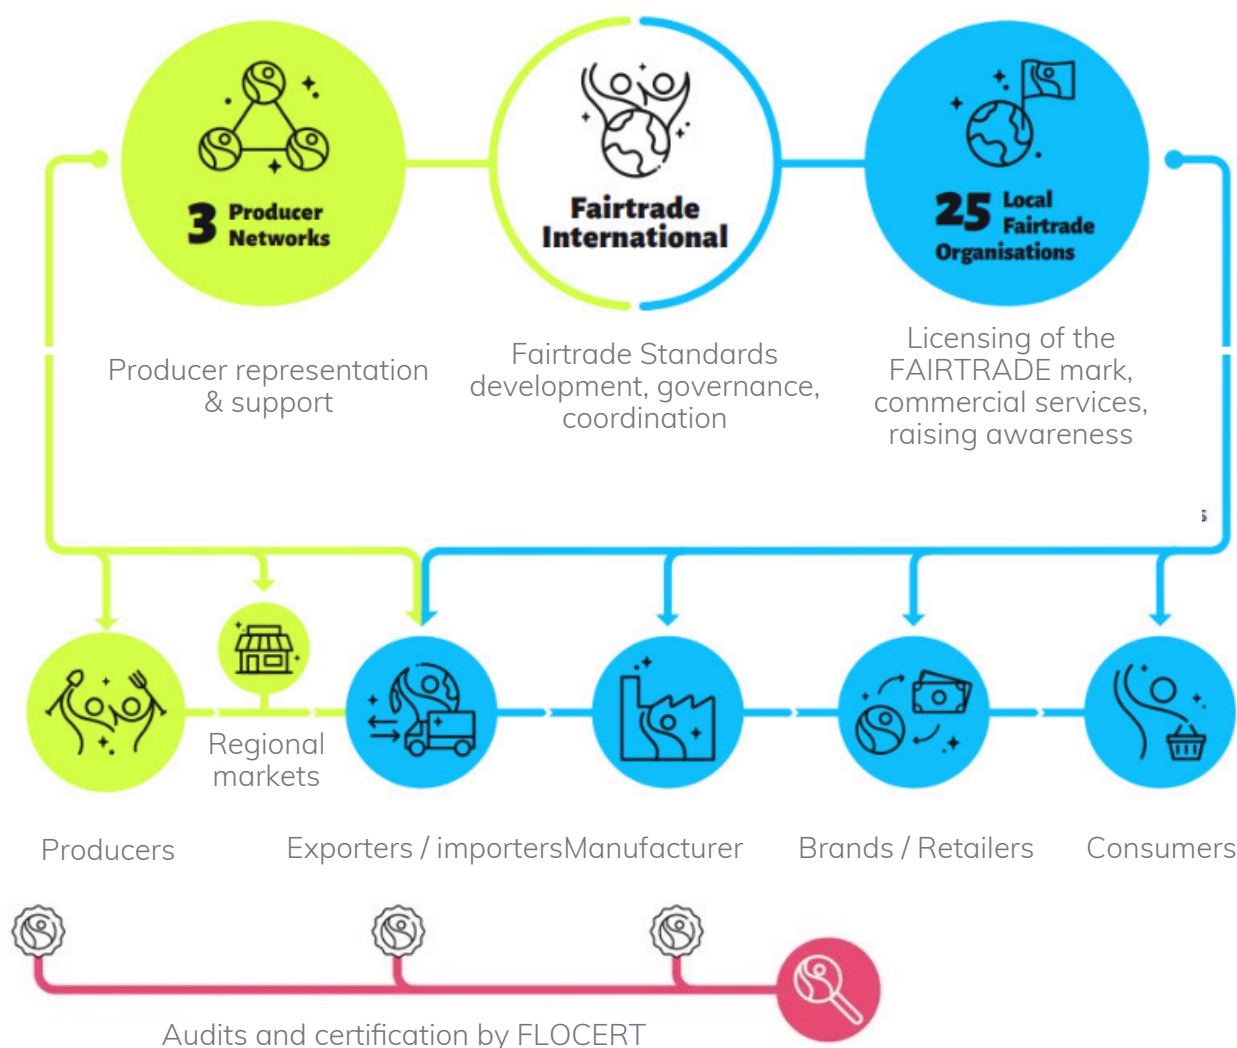 3 Producer
Networks
Fairtrade
International
25 Local
Fairtrade
Organisations
Producer representation
& support
Fairtrade Standards
development, governance,
coordination
Licensing of the
FAIRTRADE mark,
commercial services,
raising awareness
s
Regional
markets
Producers
Exporters / importers
Manufacturer
Brands / Retailers
Consumers
Audits and certification by FLOCERT